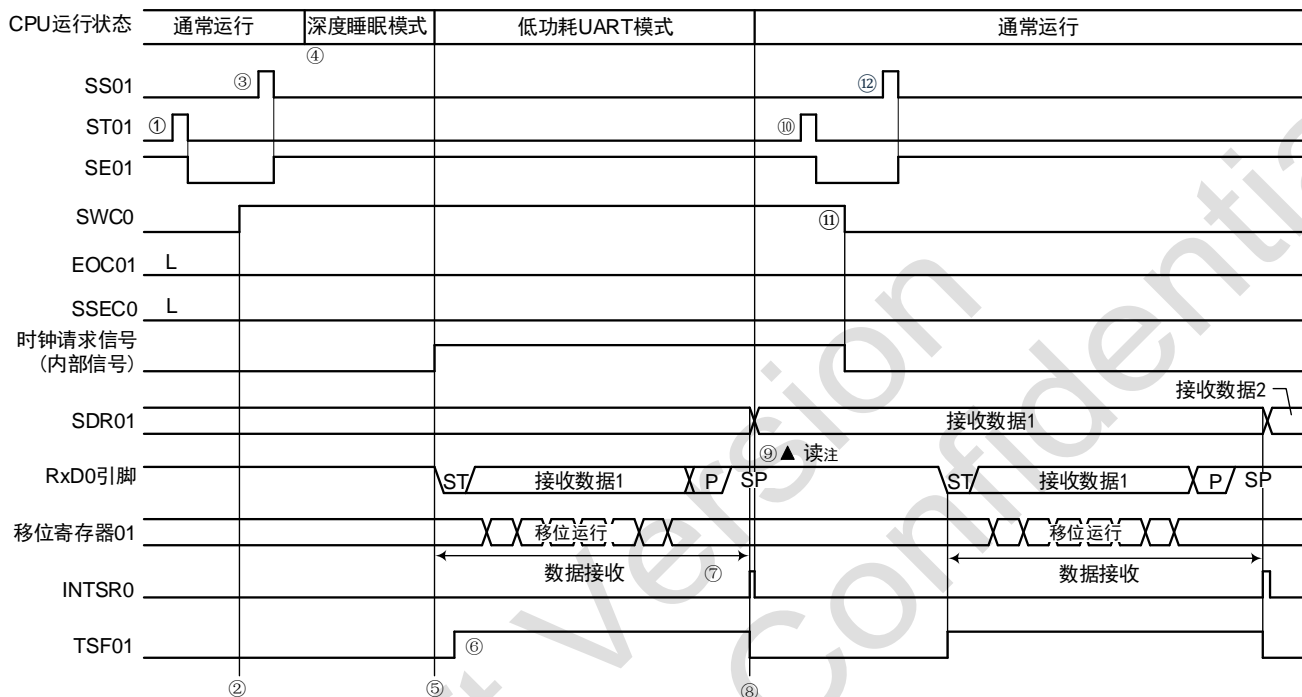 CPU运行状态 通常运行 深度睡眠模式 低功耗UART模式 通常运行
④
SS01 ③ ⑫
ST01 ① ⑩
SE01
SWC0 ⑪
EOC01 L
SSEC0 L
时钟请求信号
(内部信号)
接收数据2
SDR01 接收数据1
⑨▲ 读注
RxD0引脚 ST 接收数据1 P SP ST 接收数据1 P SP
移位寄存器01 移位运行 移位运行
数据接收 ⑦ 数据接收
INTSR0
TSF01 ⑥
② ⑤ ⑧
Version
Confidentia